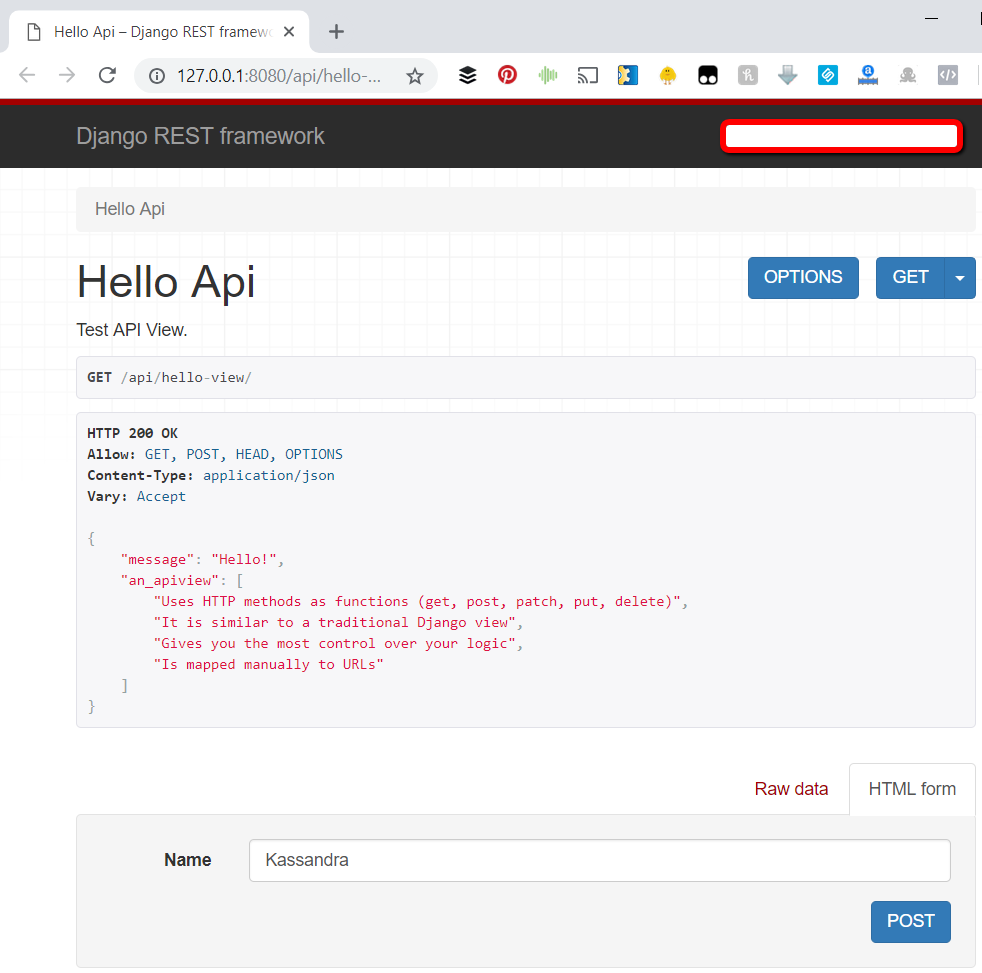 Hello Api – Django REST framew
127.0.0.1:8080/api/hello-...
Django REST framework
Hello Api
Hello Api
OPTIONS
GET
Test API View.
GET /api/hello-view/
HTTP 200 OK
Allow: GET, POST, HEAD, OPTIONS
Content-Type: application/json
Vary: Accept
{
    "message": "Hello!",
    "an_apiview": [
        "Uses HTTP methods as functions (get, post, patch, put, delete)",
        "It is similar to a traditional Django view",
        "Gives you the most control over your logic",
        "Is mapped manually to URLs"
    ]
}
Raw data
HTML form
Name
Kassandra
POST